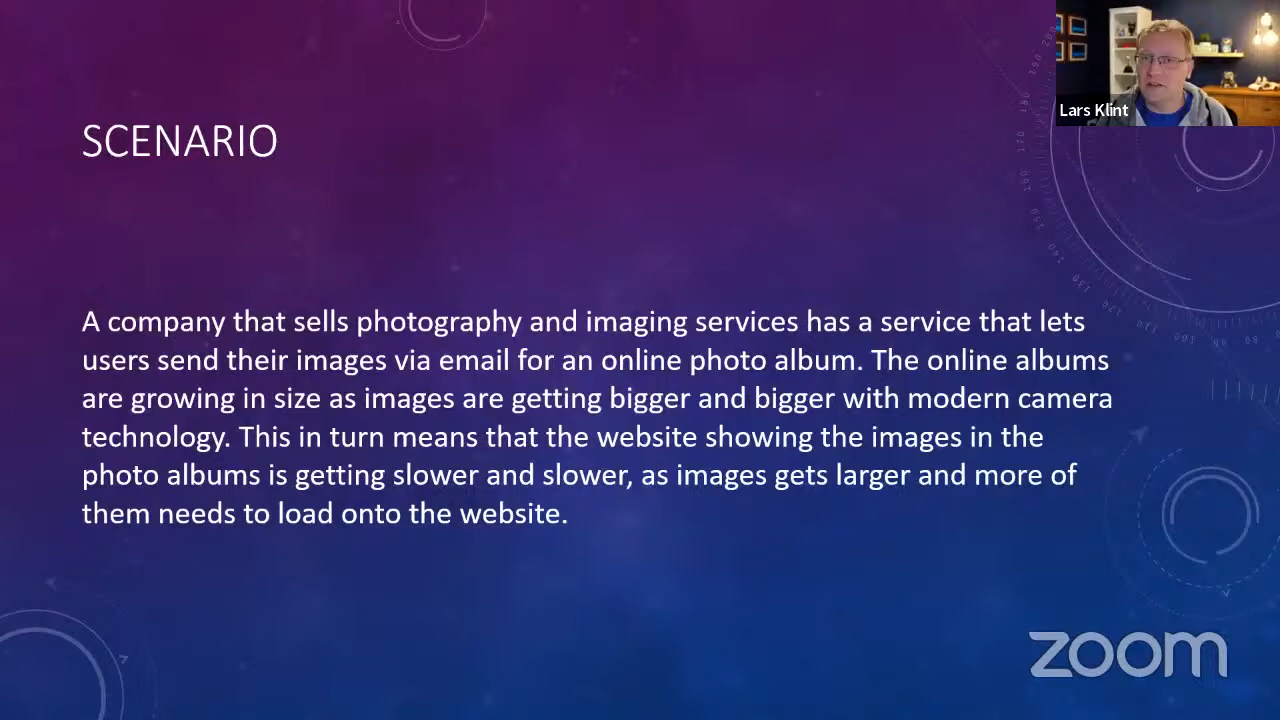 Lars Klint
SCENARIO
A company that sells photography and imaging services has a service that lets
users send their images via email for an online photo album. The online albums
are growing in size as images are getting bigger and bigger with modern camera
technology. This in turn means that the website showing the images in the
photo albums is getting slower and slower, as images gets larger and more of
them needs to load onto the website.
zoom